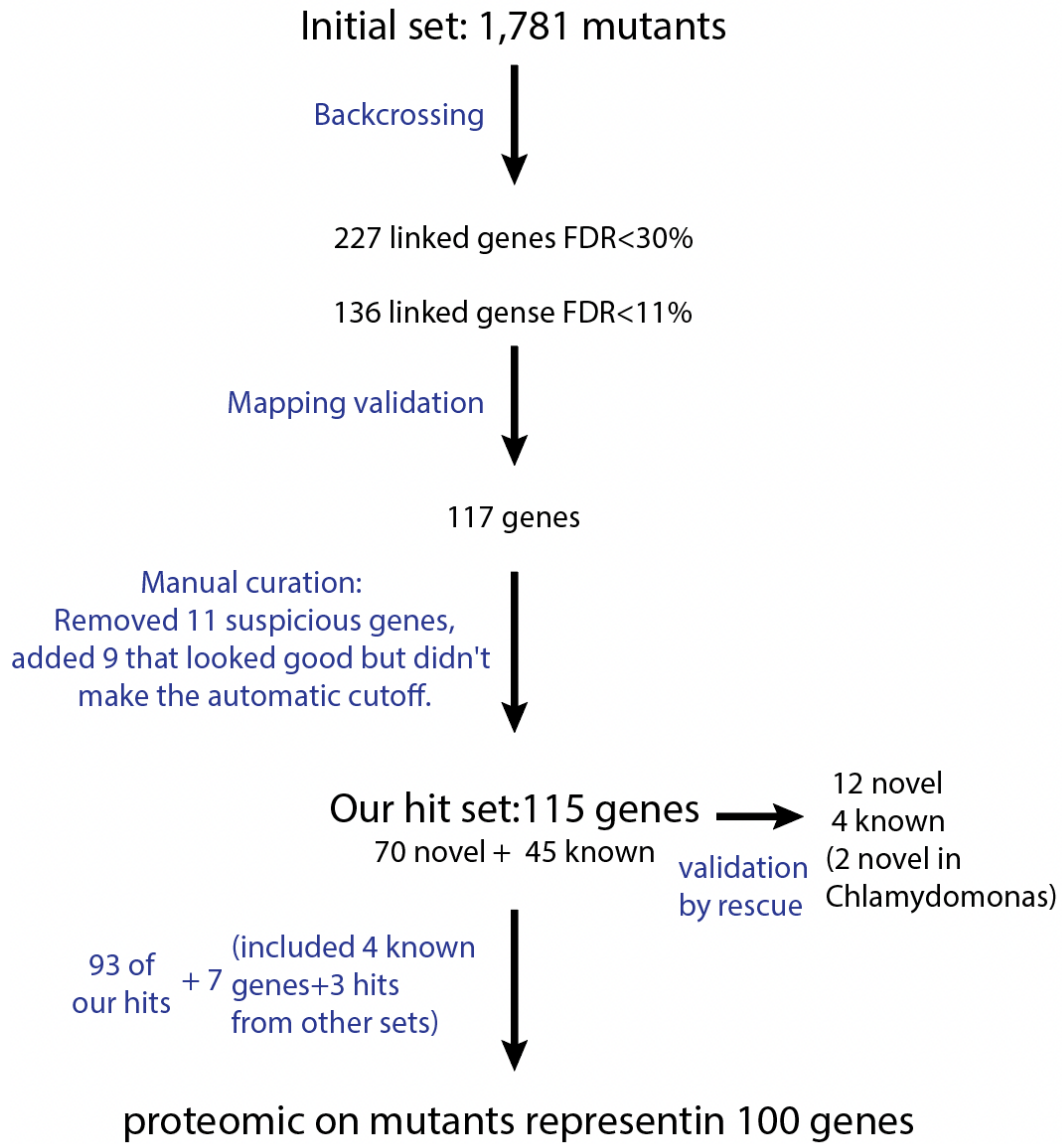 Initial set: 1,781 mutants
Backcrossing
227 linked genes FDR<30%
136 linked gense FDR<11%
Mapping validation
117 genes
Manual curation:
Removed 11 suspicious genes,
added 9 that looked good but didn't
make the automatic cutoff.
Our hit set:115 genes
70 novel + 45 known
validation
by rescue
12 novel
4 known
(2 novel in
Chlamydomonas)
93 of
our hits
+ 7
(included 4 known
genes+3 hits
from other sets)
proteomic on mutants representin 100 genes